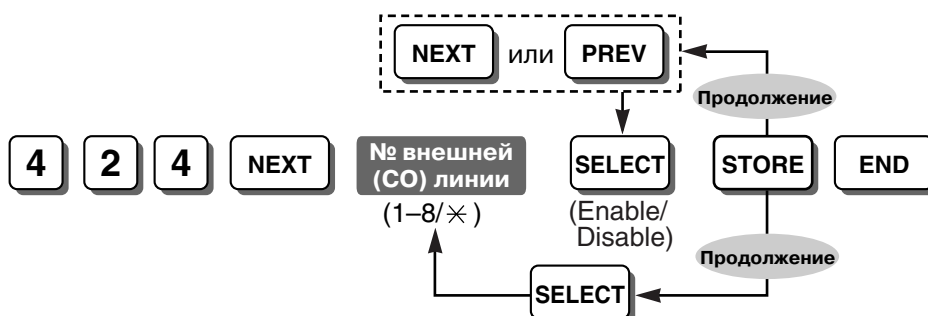 NEXT или PREV
Продолжение
4 2 4 NEXT № внешней (СО) линии SELECT STORE END
(1–8/✳)
(Enable/
Disable)
Продолжение
SELECT